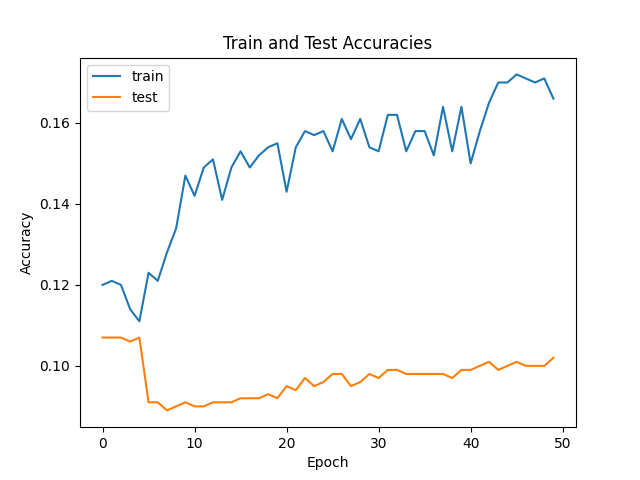 Train and Test Accuracies
train
test
Accuracy
0.16
0.14
0.12
0.10
0 10 20 30 40 50
Epoch